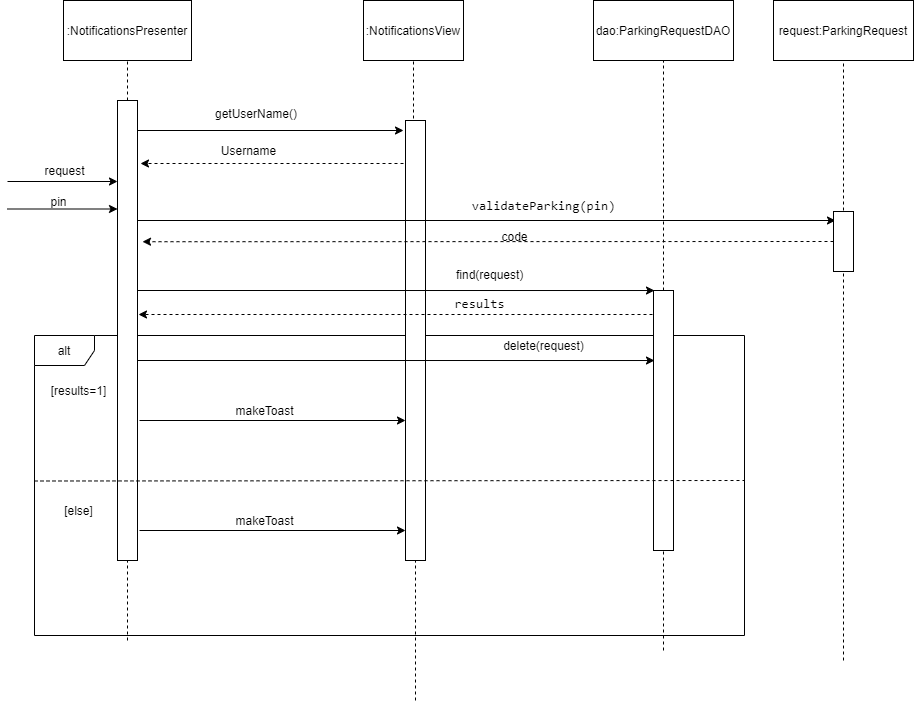 :NotificationsPresenter
:NotificationsView
dao:ParkingRequestDAO
request:ParkingRequest
getUserName()
Username
request
pin
validateParking(pin)
code
find(request)
results
alt
delete(request)
[results=1]
makeToast
[else]
makeToast